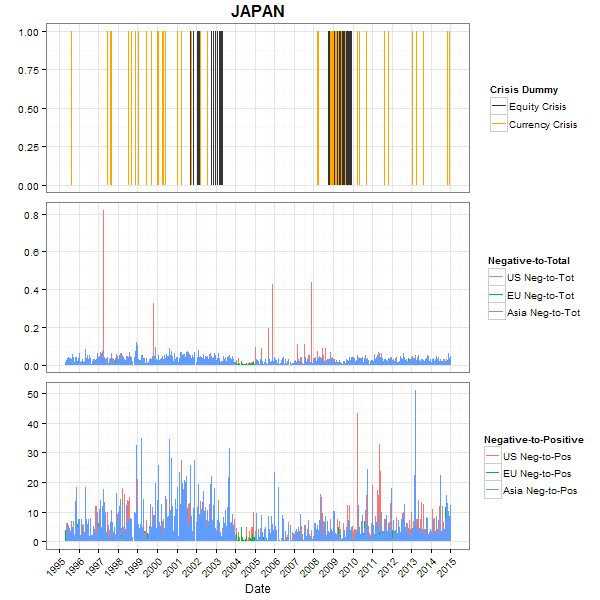 JAPAN
1.00
0.75
0.50
0.25
0.00
Crisis Dummy
Equity Crisis
Currency Crisis
0.8
0.6
0.4
0.2
0.0
Negative-to-Total
US Neg-to-Tot
EU Neg-to-Tot
Asia Neg-to-Tot
50
40
30
20
10
0
Negative-to-Positive
US Neg-to-Pos
EU Neg-to-Pos
Asia Neg-to-Pos
1995 1996 1997 1998 1999 2000 2001 2002 2003 2004 2005 2006 2007 2008 2009 2010 2011 2012 2013 2014 2015
Date